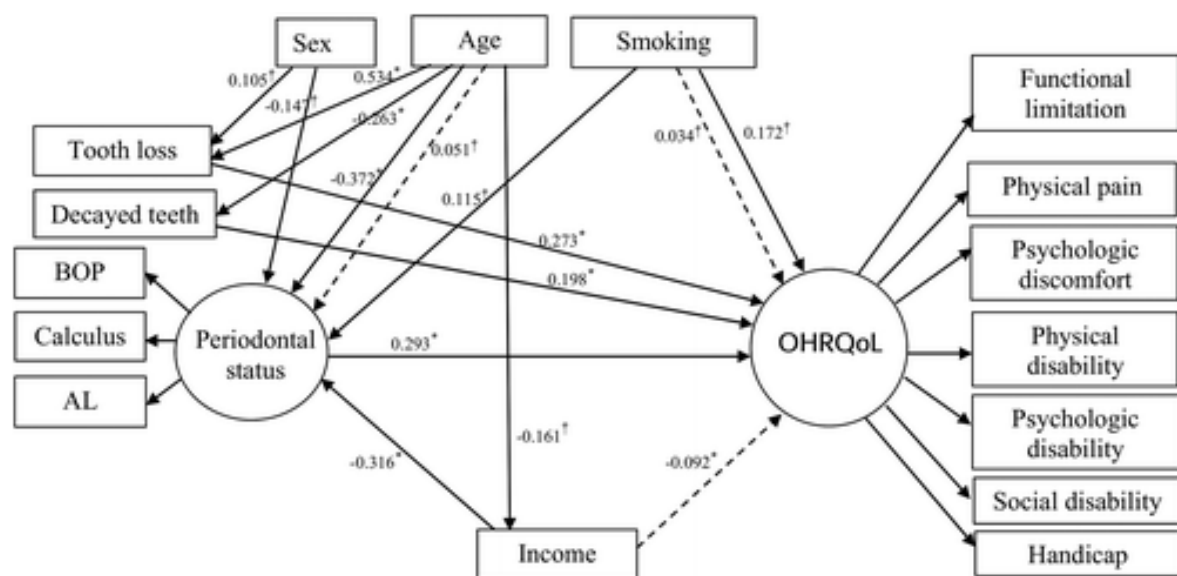 Sex
Age
Smoking
0.105†
0.534*
-0.147†
-0.263*
0.034†
0.172†
Functional
limitation
Tooth loss
0.051†
-0.372*
0.115*
Physical pain
Decayed teeth
0.273*
0.198*
Psychologic
discomfort
BOP
Calculus
AL
Periodontal
status
0.293*
OHRQoL
Physical
disability
Psychologic
disability
-0.161†
-0.316*
-0.092*
Social disability
Income
Handicap